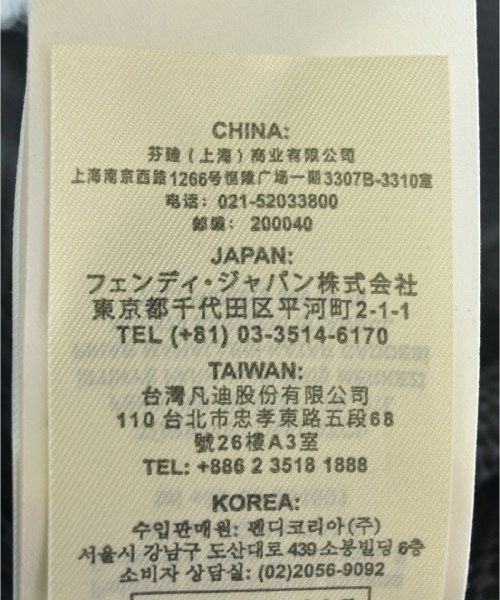 CHINA:
芬䦂（上海）商业有限公司
上海南京西路1266号恒隆广场一期3307B-3310室
电话：021-52033800
邮编：200040
JAPAN:
フェンディ・ジャパン株式会社
東京都千代田区平河町2-1-1
TEL (+81) 03-3514-6170
TAIWAN:
台灣凡迪股份有限公司
110 台北市忠孝東路五段68
號26樓A3室
TEL: +886 2 3518 1888
KOREA:
수입판매원: 펜디코리아(주)
서울시 강남구 도산대로 439 소봉빌딩 6층
소비자 상담실: (02)2056-9092